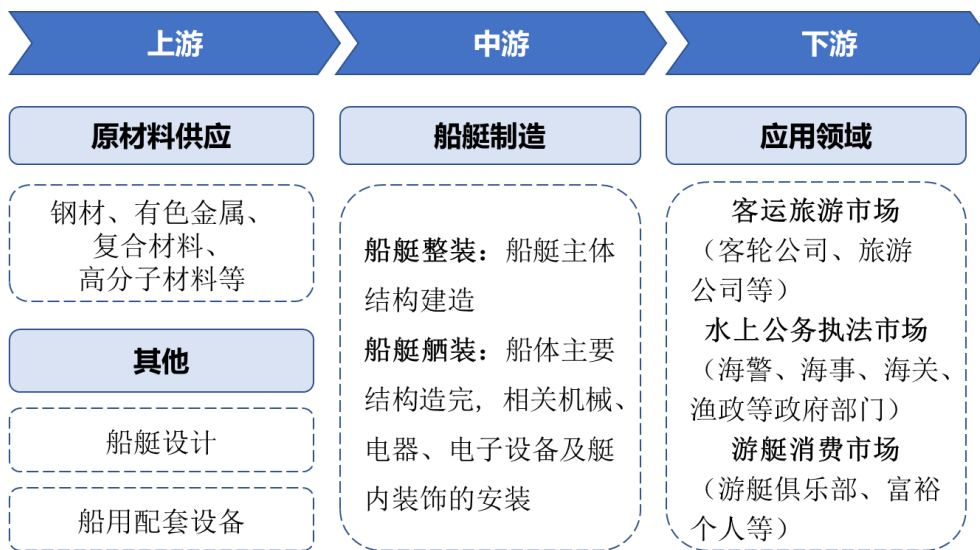 上游
中游
下游
原材料供应
钢材、有色金属、
复合材料、
高分子材料等
其他
船艇设计
船用配套设备
船艇制造
船艇整装：船艇主体
结构建造
船艇舾装：船体主要
结构造完，相关机械、
电器、电子设备及艇
内装饰的安装
应用领域
客运旅游市场
（客轮公司、旅游
公司等）
水上公务执法市场
（海警、海事、海关、
渔政等政府部门）
游艇消费市场
（游艇俱乐部、富裕
个人等）